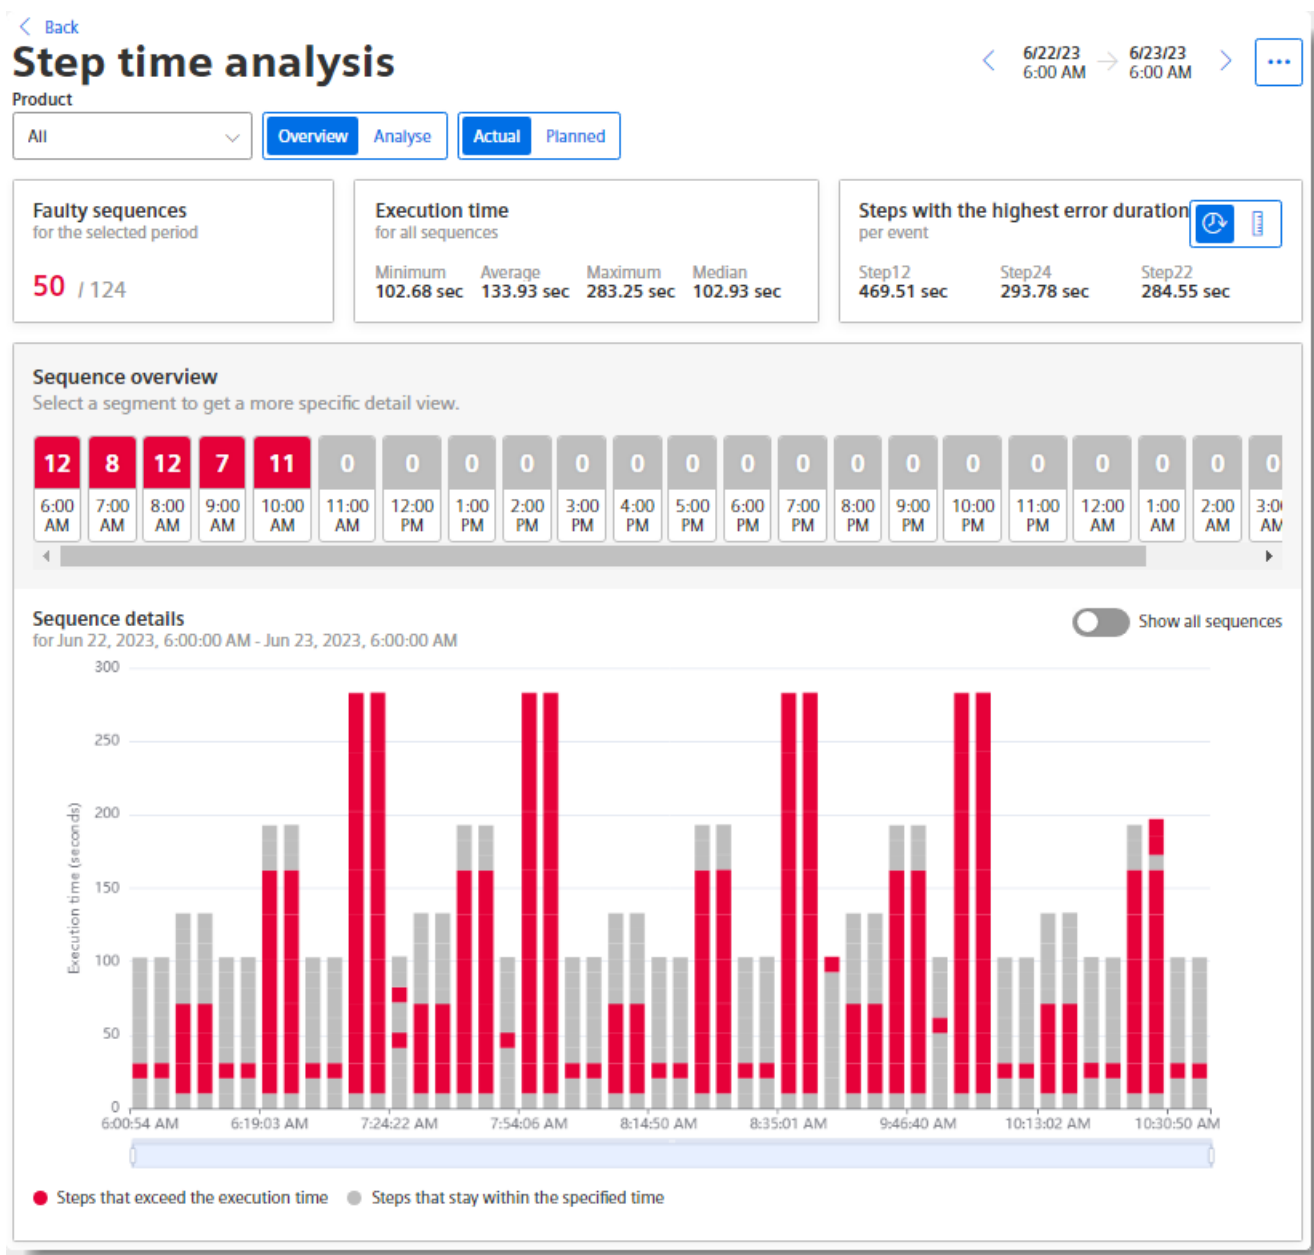 Back
Step time analysis
6/22/23
6:00 AM
6/23/23
6:00 AM
Product
All
Overview Analyse Actual Planned
Faulty sequences
for the selected period
50 / 124
Execution time
for all sequences
Minimum Average Maximum Median
102.68 sec 133.93 sec 283.25 sec 102.93 sec
Steps with the highest error duration
per event
Step12 Step24 Step22
469.51 sec 293.78 sec 284.55 sec
Sequence overview
Select a segment to get a more specific detail view.
12 8 12 7 11 0 0 0 0 0 0 0 0 0 0 0 0 0 0 0 0 0
6:00 7:00 8:00 9:00 10:00 11:00 12:00 1:00 2:00 3:00 4:00 5:00 6:00 7:00 8:00 9:00 10:00 11:00 12:00 1:00 2:00 3:0
AM AM AM AM AM AM PM PM PM PM PM PM PM PM PM PM PM PM AM AM AM AM
Sequence details
for Jun 22, 2023, 6:00:00 AM - Jun 23, 2023, 6:00:00 AM
Show all sequences
300
250
200
150
100
50
0
Execution time (seconds)
6:00:54 AM 6:19:03 AM 7:24:22 AM 7:54:06 AM 8:14:50 AM 8:35:01 AM 9:46:40 AM 10:13:02 AM 10:30:50 AM
Steps that exceed the execution time Steps that stay within the specified time